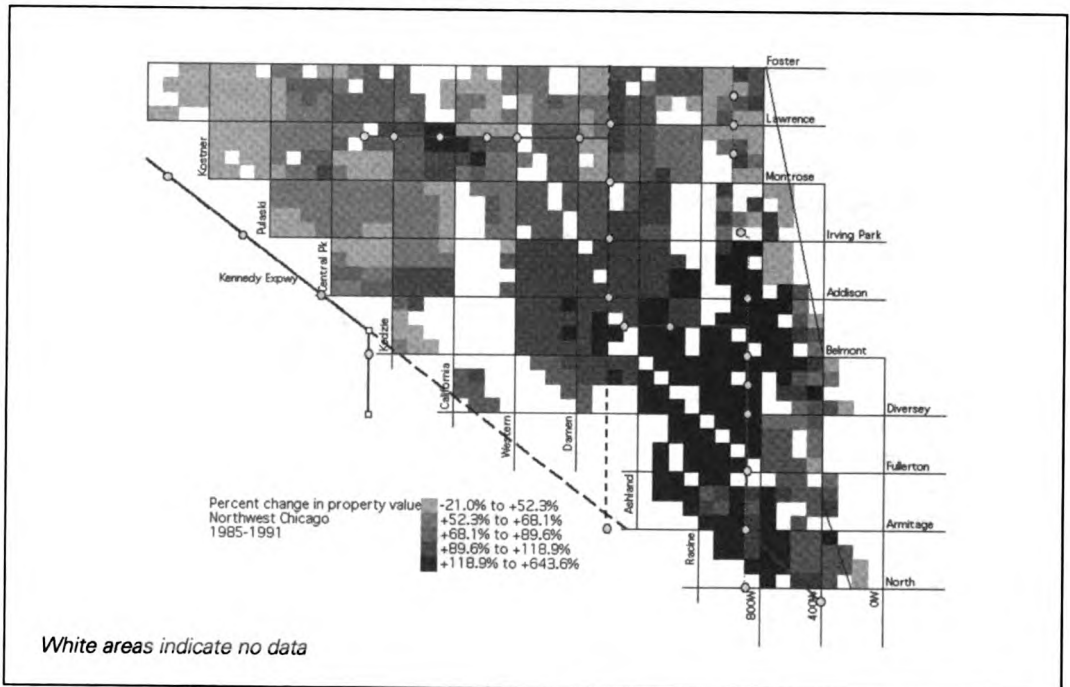 Foster
Lawrence
Kostner
Montrose
Pulaski
Irving Park
Central Pk
Kennedy Expwy
Addison
Kedzie
Belmont
California
Diversey
Western
Damen
Fullerton
Ashland
Percent change in property value
Northwest Chicago
1985-1991
-21.0% to +52.3%
+52.3% to +68.1%
+68.1% to +89.6%
+89.6% to +118.9%
+118.9% to +643.6%
Armitage
Racine
North
800W
400W
0W
White areas indicate no data